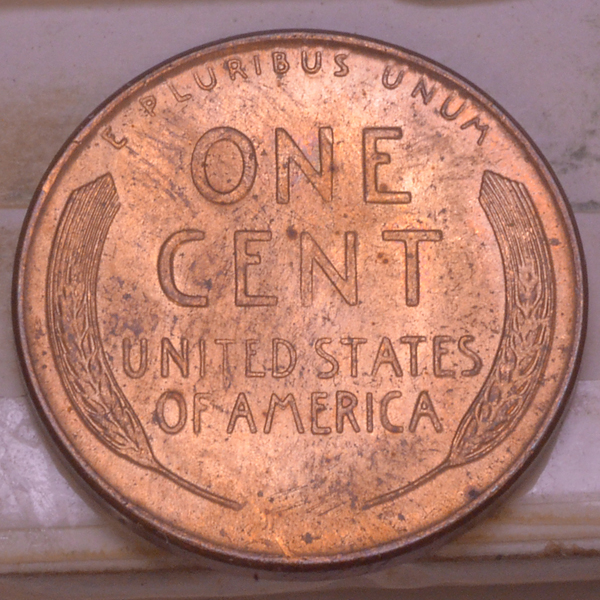 E PLURIBUS UNUM
ONE
CENT
UNITED STATES
OF AMERICA